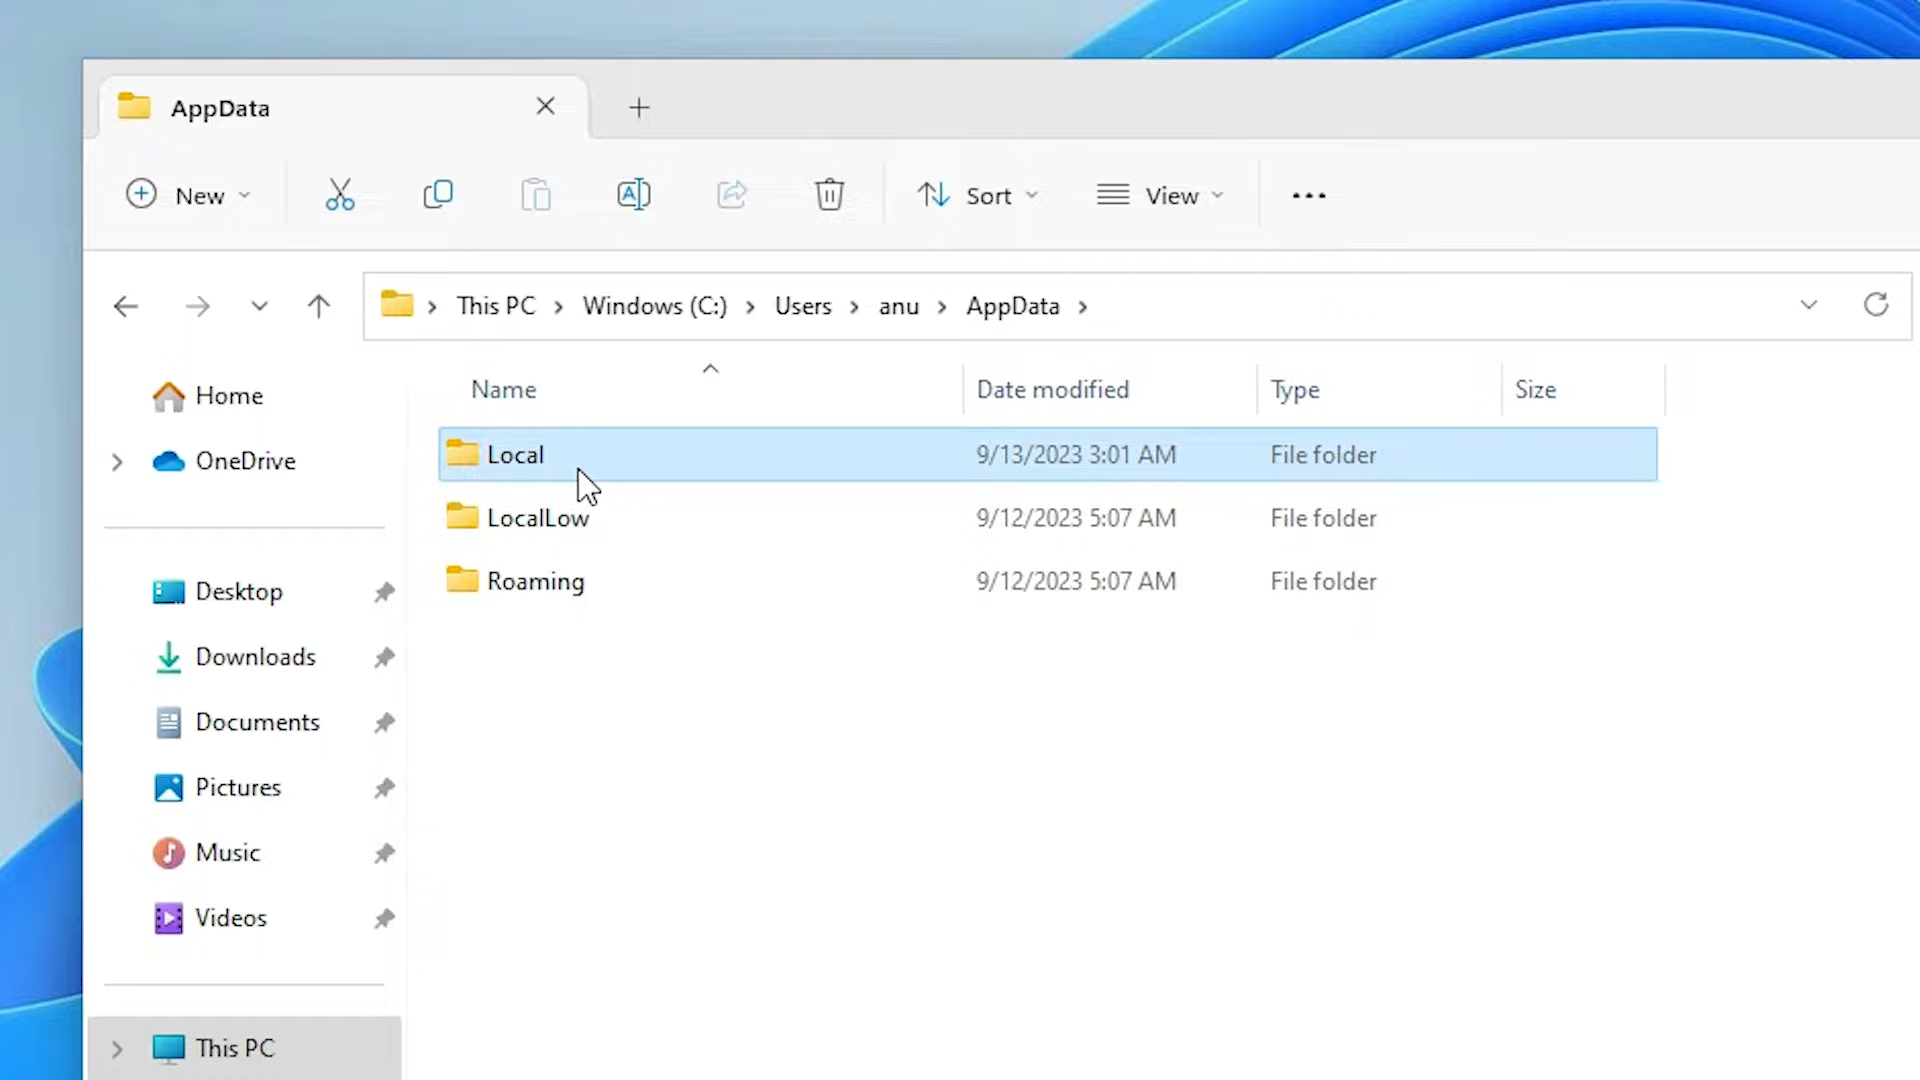 AppData
New
Sort
View
This PC > Windows (C:) > Users > anu > AppData >
Name Date modified Type Size
Local 9/13/2023 3:01 AM File folder
LocalLow 9/12/2023 5:07 AM File folder
Roaming 9/12/2023 5:07 AM File folder
Home
OneDrive
Desktop
Downloads
Documents
Pictures
Music
Videos
This PC